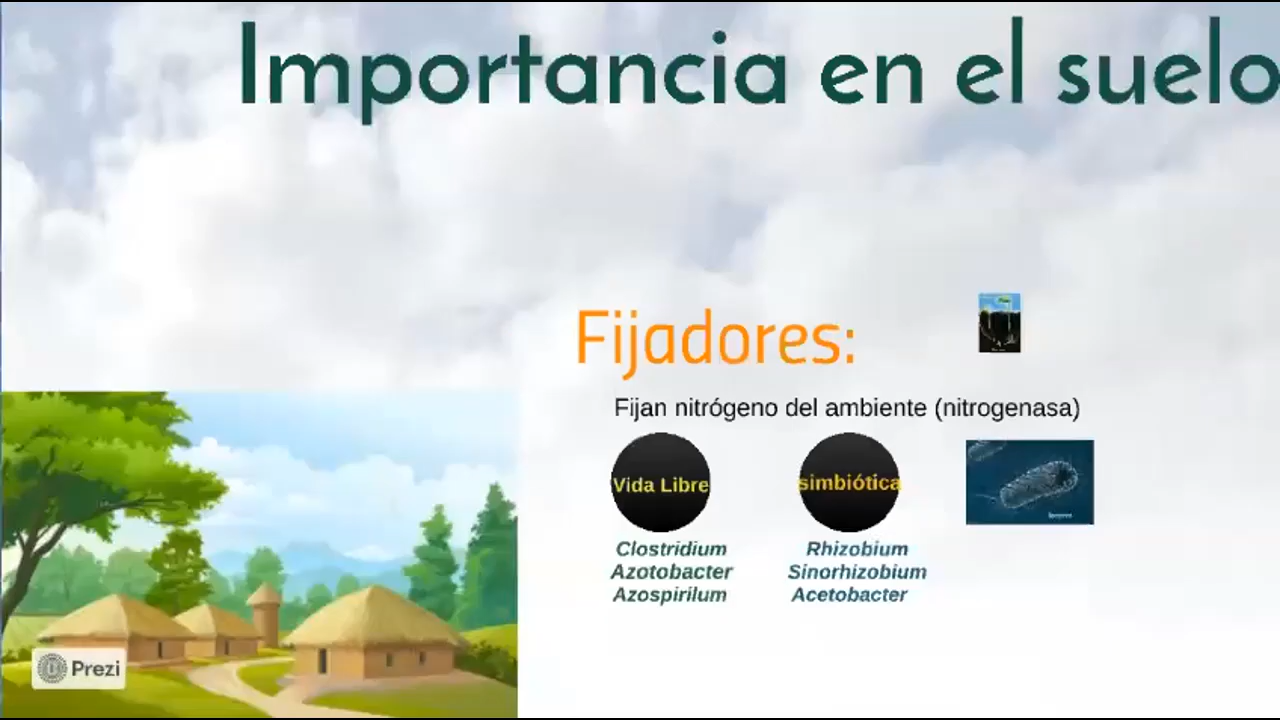 Importancia en el suelo
Fijadores:
Fijan nitrógeno del ambiente (nitrogenasa)
Vida Libre
simbiótica
Clostridium
Azotobacter
Azospirilum
Rhizobium
Sinorhizobium
Acetobacter
Prezi